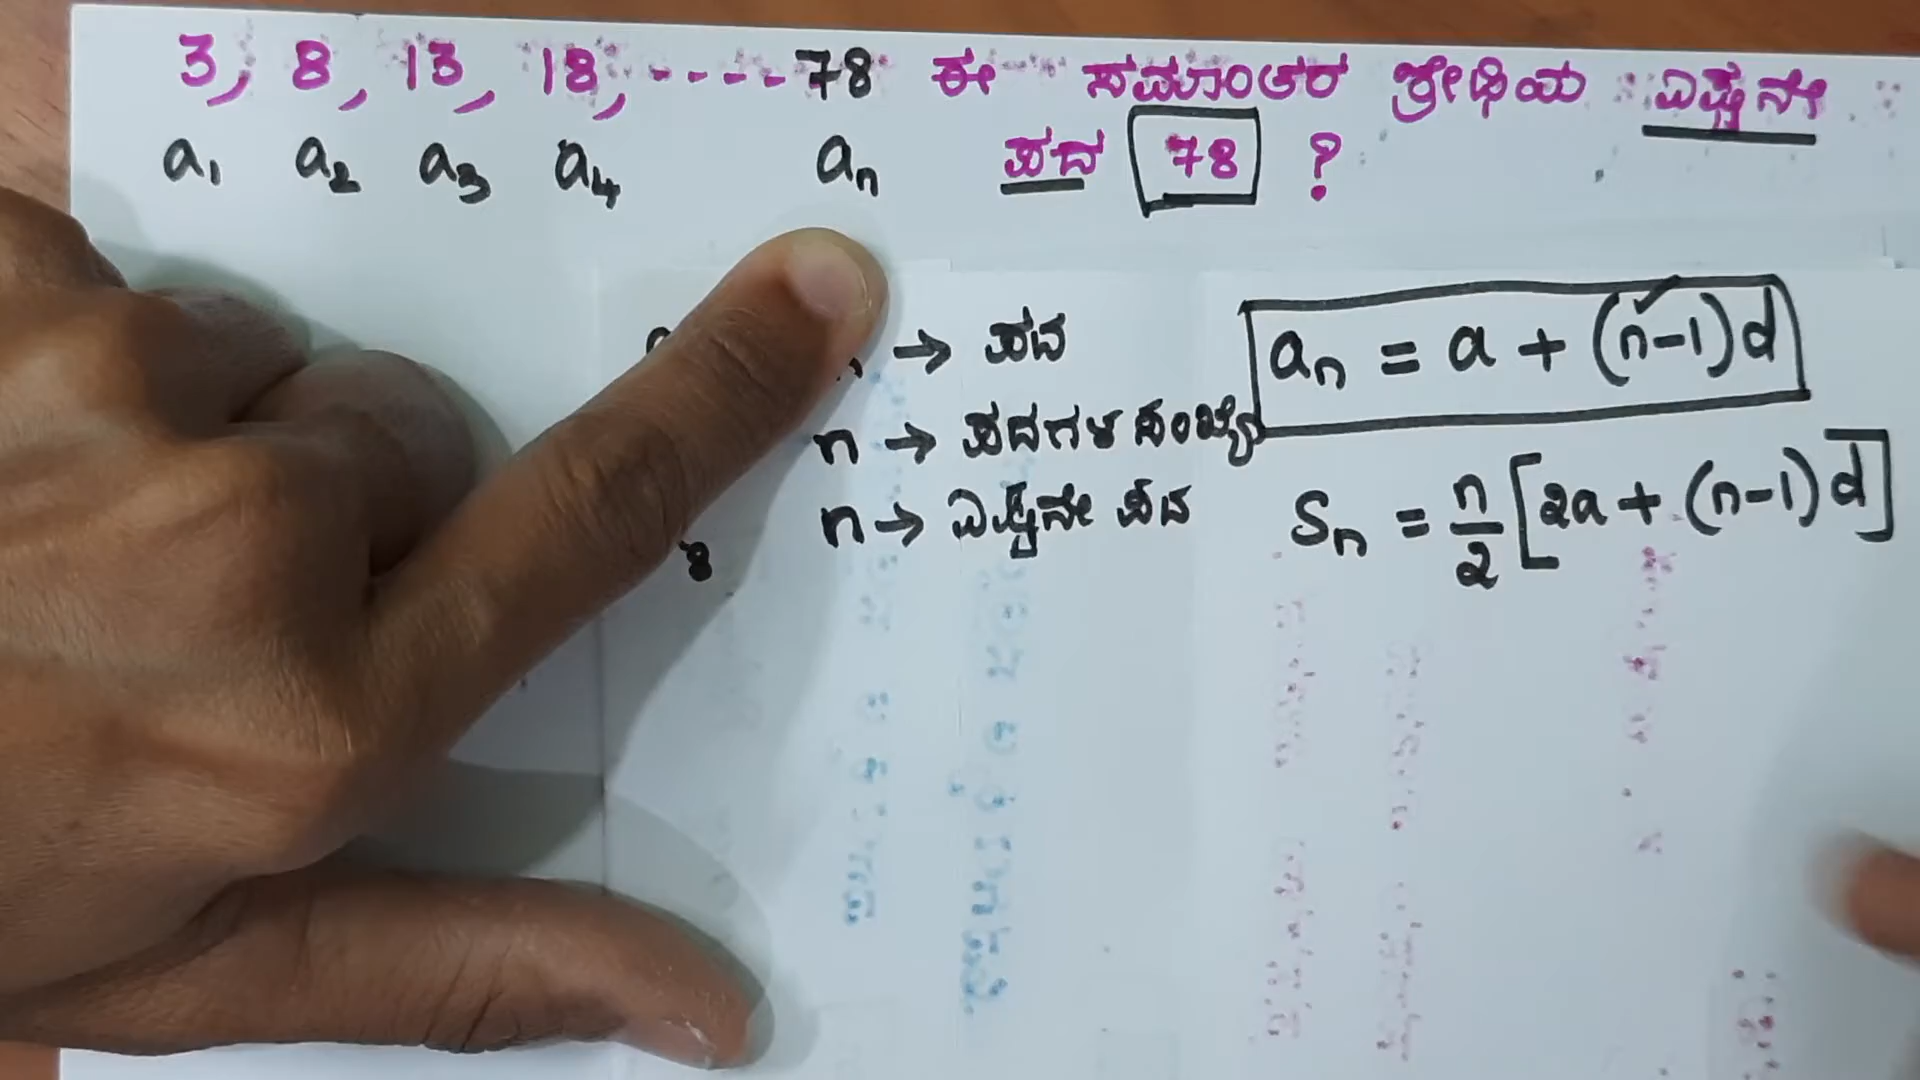 3, 8, 13, 18, ----78 ಈ ಸಮಾಂತರ ಶ್ರೇಢಿಯ ಎಷ್ಟನೇ
a1 a2 a3 a4 an ಪದ 78 ?
→ ಪದ an = a + (n-1)d
n → ಪದಗಳ ಸಂಖ್ಯೆ
n → ಎಷ್ಟನೇ ಪದ Sn = n/2 [2a + (n-1)d]
8